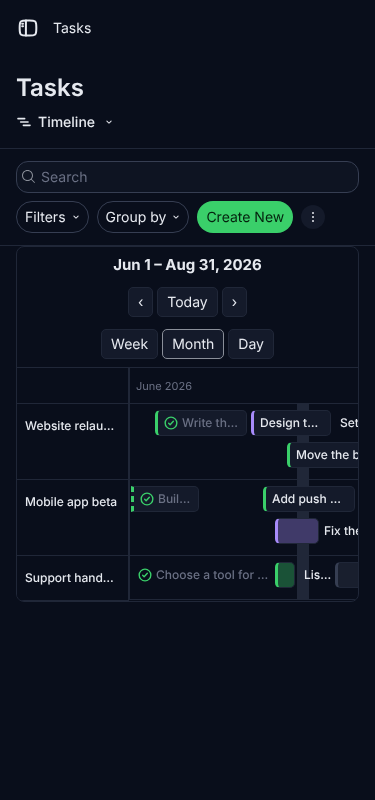 Tasks
Tasks
Timeline
Search
Filters
Group by
Create New
Jun 1 – Aug 31, 2026
‹ Today ›
Week Month Day
June 2026
Website relau...
Write th...
Design t...
Set
Move the b
Mobile app beta
Buil...
Add push ...
Fix the
Support hand...
Choose a tool for ...
Lis...